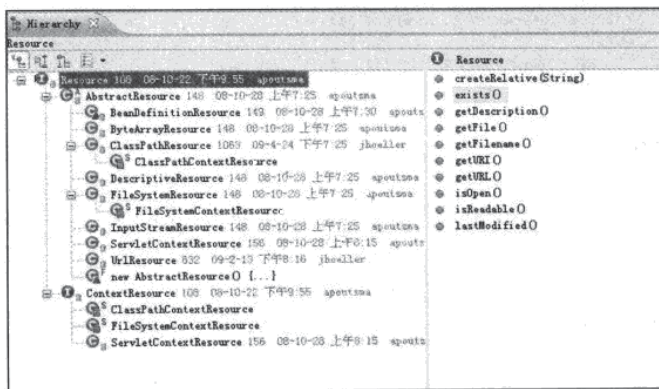 Hierarchy
Resource
Resource 108 08-10-22 下午9:55 apoutsma
AbstractResource 148 08-10-28 上午7:25 apoutsma
BeanDefinitionResource 149 08-10-28 上午7:30 apouts
ByteArrayResource 148 08-10-28 上午7:25 apoutsma
ClassPathResource 1063 09-4-24 下午7:25 jhoeller
ClassPathContextResource
DescriptiveResource 148 08-10-28 上午7:25 apoutsma
FileSystemResource 148 08-10-28 上午7:25 apoutsma
FileSystemContextResource
InputStreamResource 148 08-10-28 上午7:25 apoutsma
ServletContextResource 156 08-10-28 上午8:15 apouts
UrlResource 832 09-2-13 下午8:16 jhoeller
new AbstractResource() {...}
ContextResource 108 08-10-22 下午9:55 apoutsma
ClassPathContextResource
FileSystemContextResource
ServletContextResource 156 08-10-28 上午8:15 apouts
Resource
createRelative(String)
exists()
getDescription()
getFile()
getFilename()
getURI()
getURL()
isOpen()
isReadable()
lastModified()